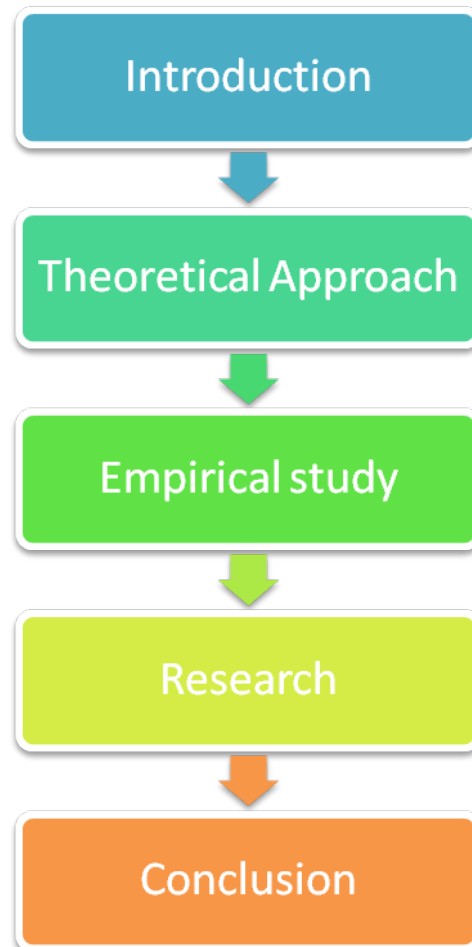 Introduction
Theoretical Approach
Empirical study
Research
Conclusion